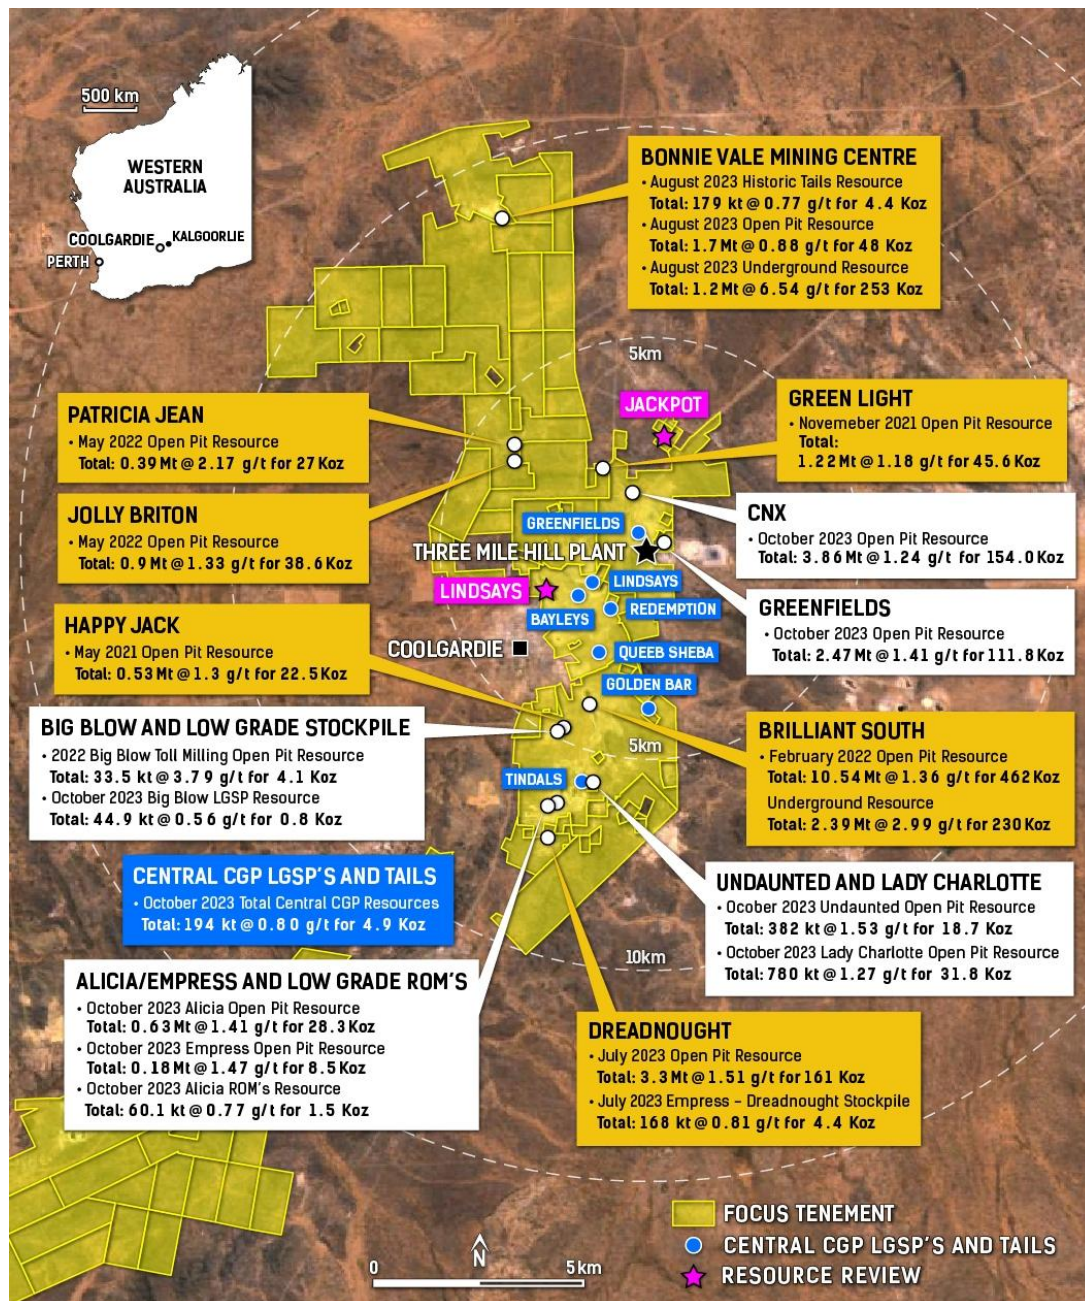 500 km
WESTERN
AUSTRALIA
COOLGARDIE
KALGOORLIE
PERTH
BONNIE VALE MINING CENTRE
• August 2023 Historic Tails Resource
Total: 179 kt @ 0.77 g/t for 4.4 Koz
• August 2023 Open Pit Resource
Total: 1.7 Mt @ 0.88 g/t for 48 Koz
• August 2023 Underground Resource
Total: 1.2 Mt @ 6.54 g/t for 253 Koz
5km
JACKPOT
PATRICIA JEAN
• May 2022 Open Pit Resource
Total: 0.39 Mt @ 2.17 g/t for 27 Koz
GREEN LIGHT
• Novemeber 2021 Open Pit Resource
Total:
1.22 Mt @ 1.18 g/t for 45.6 Koz
JOLLY BRITON
• May 2022 Open Pit Resource
Total: 0.9 Mt @ 1.33 g/t for 38.6 Koz
CNX
• October 2023 Open Pit Resource
Total: 3.86 Mt @ 1.24 g/t for 154.0 Koz
GREENFIELDS
THREE MILE HILL PLANT
LINDSAYS
LINDSAYS
BAYLEYS
REDEMPTION
GREENFIELDS
• October 2023 Open Pit Resource
Total: 2.47 Mt @ 1.41 g/t for 111.8 Koz
HAPPY JACK
• May 2021 Open Pit Resource
Total: 0.53 Mt @ 1.3 g/t for 22.5 Koz
COOLGARDIE
QUEEB SHEBA
GOLDEN BAR
BIG BLOW AND LOW GRADE STOCKPILE
• 2022 Big Blow Toll Milling Open Pit Resource
Total: 33.5 kt @ 3.79 g/t for 4.1 Koz
• October 2023 Big Blow LGSP Resource
Total: 44.9 kt @ 0.56 g/t for 0.8 Koz
5km
TINDALS
BRILLIANT SOUTH
• February 2022 Open Pit Resource
Total: 10.54 Mt @ 1.36 g/t for 462 Koz
Underground Resource
Total: 2.39 Mt @ 2.99 g/t for 230 Koz
CENTRAL CGP LGSP'S AND TAILS
• October 2023 Total Central CGP Resources
Total: 194 kt @ 0.80 g/t for 4.9 Koz
UNDAUNTED AND LADY CHARLOTTE
• Ocober 2023 Undaunted Open Pit Resource
Total: 382 kt @ 1.53 g/t for 18.7 Koz
• October 2023 Lady Charlotte Open Pit Resource
Total: 780 kt @ 1.27 g/t for 31.8 Koz
10km
ALICIA/EMPRESS AND LOW GRADE ROM'S
• October 2023 Alicia Open Pit Resource
Total: 0.63 Mt @ 1.41 g/t for 28.3 Koz
• October 2023 Empress Open Pit Resource
Total: 0.18 Mt @ 1.47 g/t for 8.5 Koz
• October 2023 Alicia ROM's Resource
Total: 60.1 kt @ 0.77 g/t for 1.5 Koz
DREADNOUGHT
• July 2023 Open Pit Resource
Total: 3.3 Mt @ 1.51 g/t for 161 Koz
• July 2023 Empress – Dreadnought Stockpile
Total: 168 kt @ 0.81 g/t for 4.4 Koz
FOCUS TENEMENT
CENTRAL CGP LGSP'S AND TAILS
RESOURCE REVIEW
N
0
5km